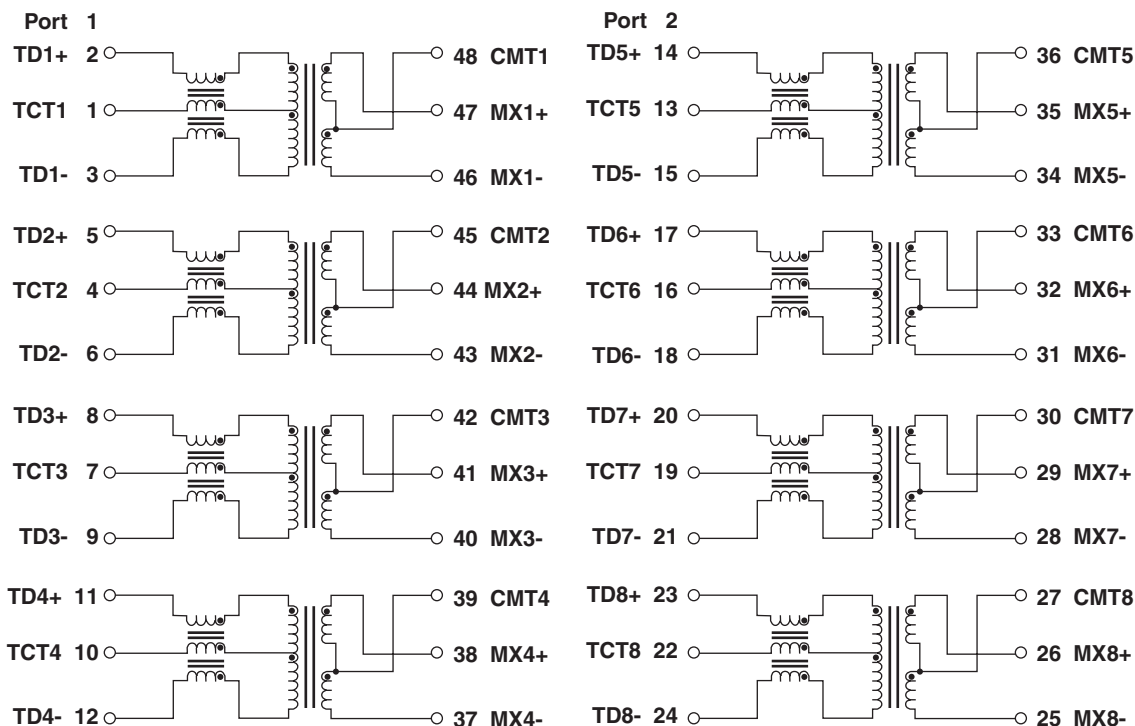 Port 1
TD1+ 2
48 CMT1
TCT1 1
47 MX1+
TD1- 3
46 MX1-
TD2+ 5
45 CMT2
TCT2 4
44 MX2+
TD2- 6
43 MX2-
TD3+ 8
42 CMT3
TCT3 7
41 MX3+
TD3- 9
40 MX3-
TD4+ 11
39 CMT4
TCT4 10
38 MX4+
TD4- 12
37 MX4-
Port 2
TD5+ 14
36 CMT5
TCT5 13
35 MX5+
TD5- 15
34 MX5-
TD6+ 17
33 CMT6
TCT6 16
32 MX6+
TD6- 18
31 MX6-
TD7+ 20
30 CMT7
TCT7 19
29 MX7+
TD7- 21
28 MX7-
TD8+ 23
27 CMT8
TCT8 22
26 MX8+
TD8- 24
25 MX8-